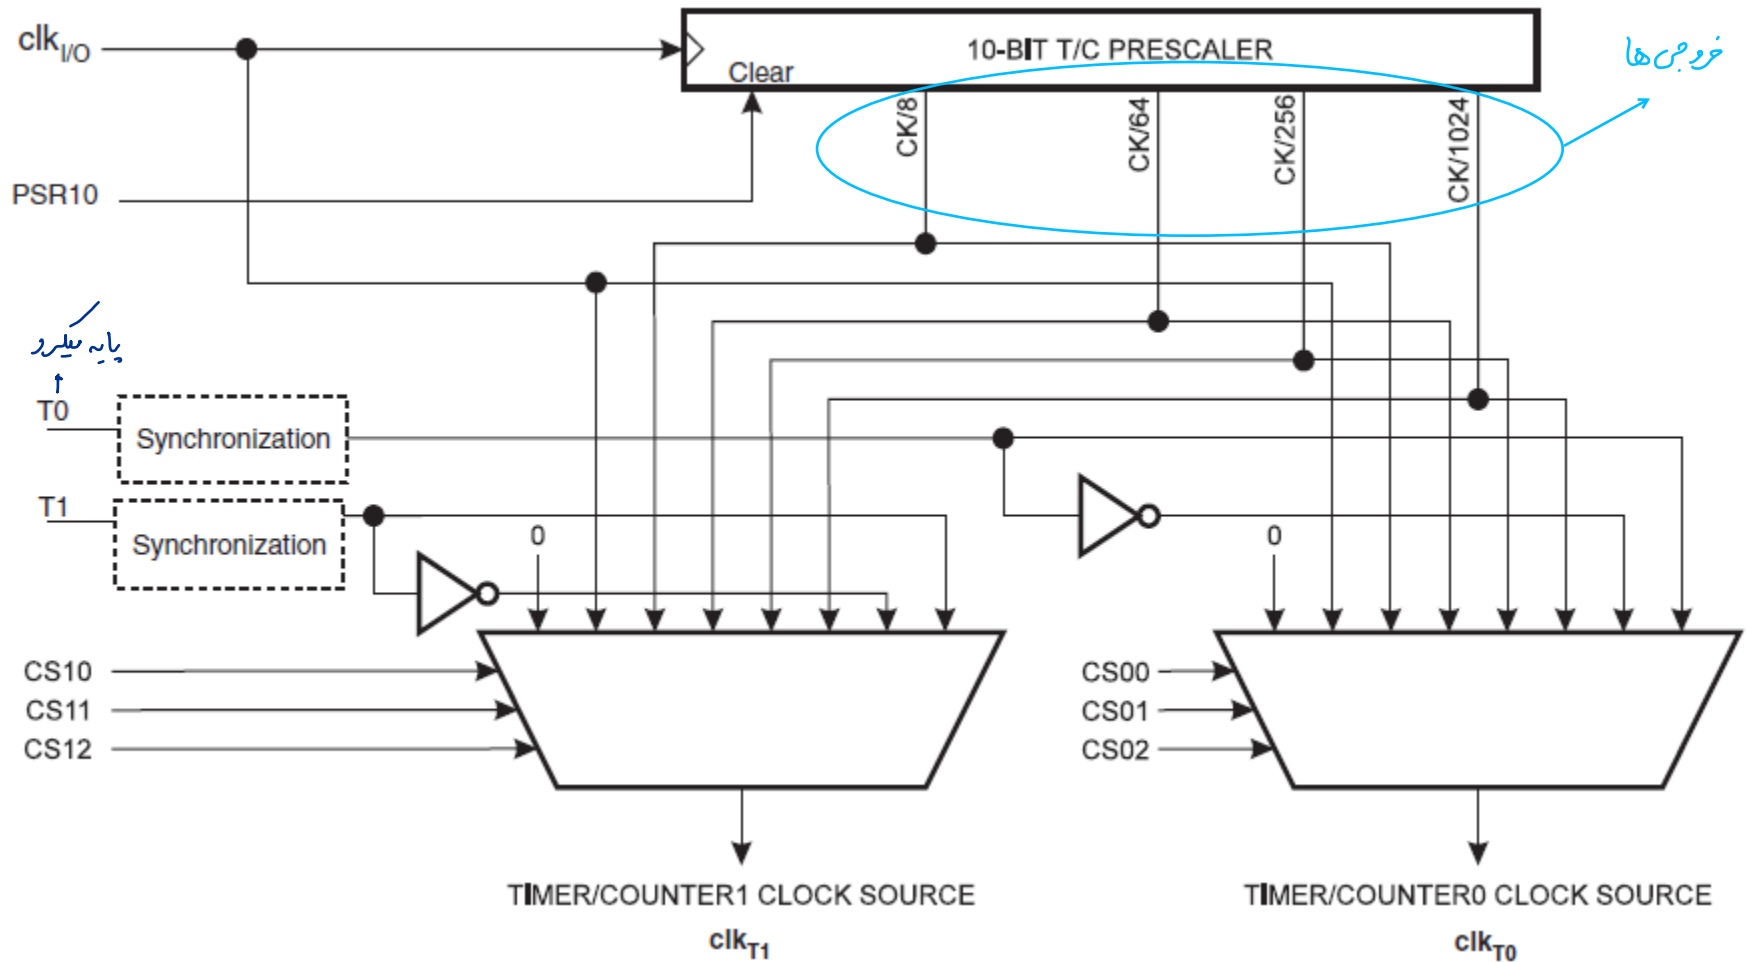 clkI/O
10-BIT T/C PRESCALER
Clear
خروجی ها
CK/8
CK/64
CK/256
CK/1024
PSR10
پایه میکرو
T0
Synchronization
T1
Synchronization
0
0
CS10
CS11
CS12
CS00
CS01
CS02
TIMER/COUNTER1 CLOCK SOURCE
clkT1
TIMER/COUNTER0 CLOCK SOURCE
clkT0